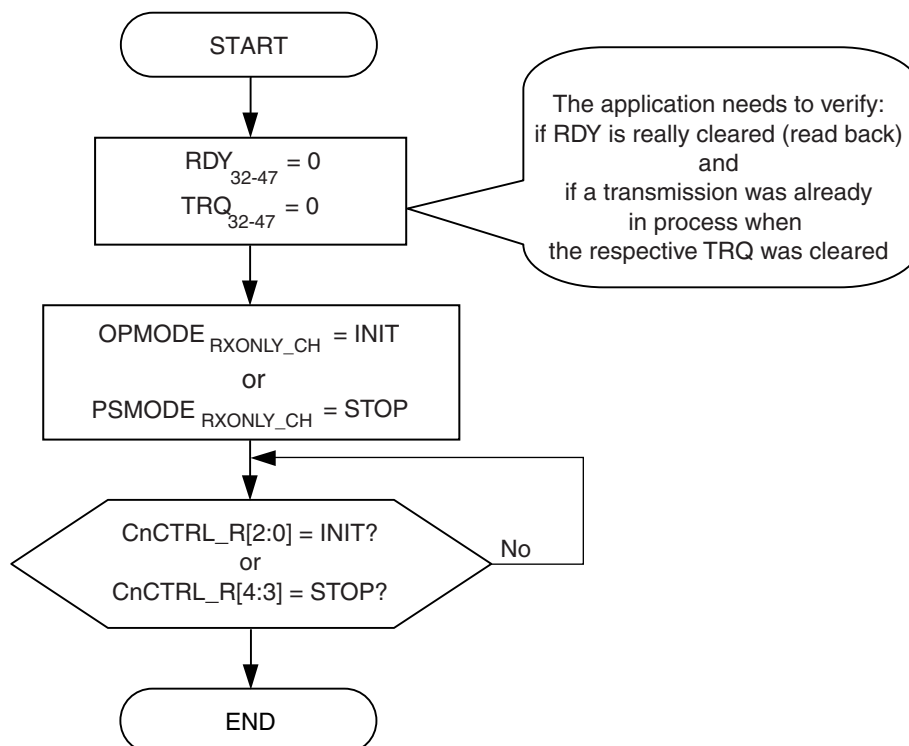 START
RDY32-47 = 0
TRQ32-47 = 0
The application needs to verify:
if RDY is really cleared (read back)
and
if a transmission was already
in process when
the respective TRQ was cleared
OPMODE RXONLY_CH = INIT
or
PSMODE RXONLY_CH = STOP
CnCTRL_R[2:0] = INIT?
or
CnCTRL_R[4:3] = STOP?
No
END